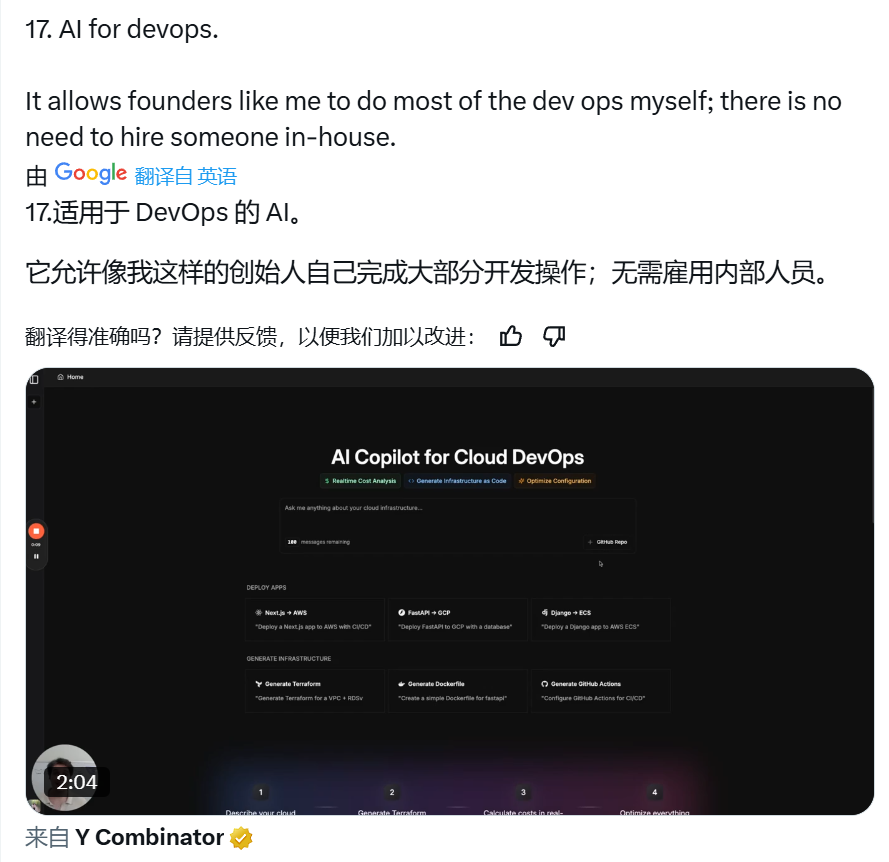 17. AI for devops.
It allows founders like me to do most of the dev ops myself; there is no
need to hire someone in-house.
由 Google 翻译自 英语
17.适用于 DevOps 的 AI。
它允许像我这样的创始人自己完成大部分开发操作；无需雇用内部人员。
翻译得准确吗？请提供反馈，以便我们加以改进：
Home
AI Copilot for Cloud DevOps
$ Realtime Cost Analysis <> Generate Infrastructure as Code Optimize Configuration
Ask me anything about your cloud infrastructure...
100 messages remaining + GitHub Repo
0:09
DEPLOY APPS
Next.js → AWS FastAPI → GCP dj Django → ECS
"Deploy a Next.js app to AWS with CI/CD" "Deploy FastAPI to GCP with a database" "Deploy a Django app to AWS ECS"
GENERATE INFRASTRUCTURE
Generate Terraform Generate Dockerfile Generate GitHub Actions
"Generate Terraform for a VPC + RDSv "Create a simple Dockerfile for fastapi" "Configure GitHub Actions for CI/CD"
2:04
1 2 3 4
Describe your cloud Generate Terraform Calculate costs in real- Optimize everything
来自 Y Combinator